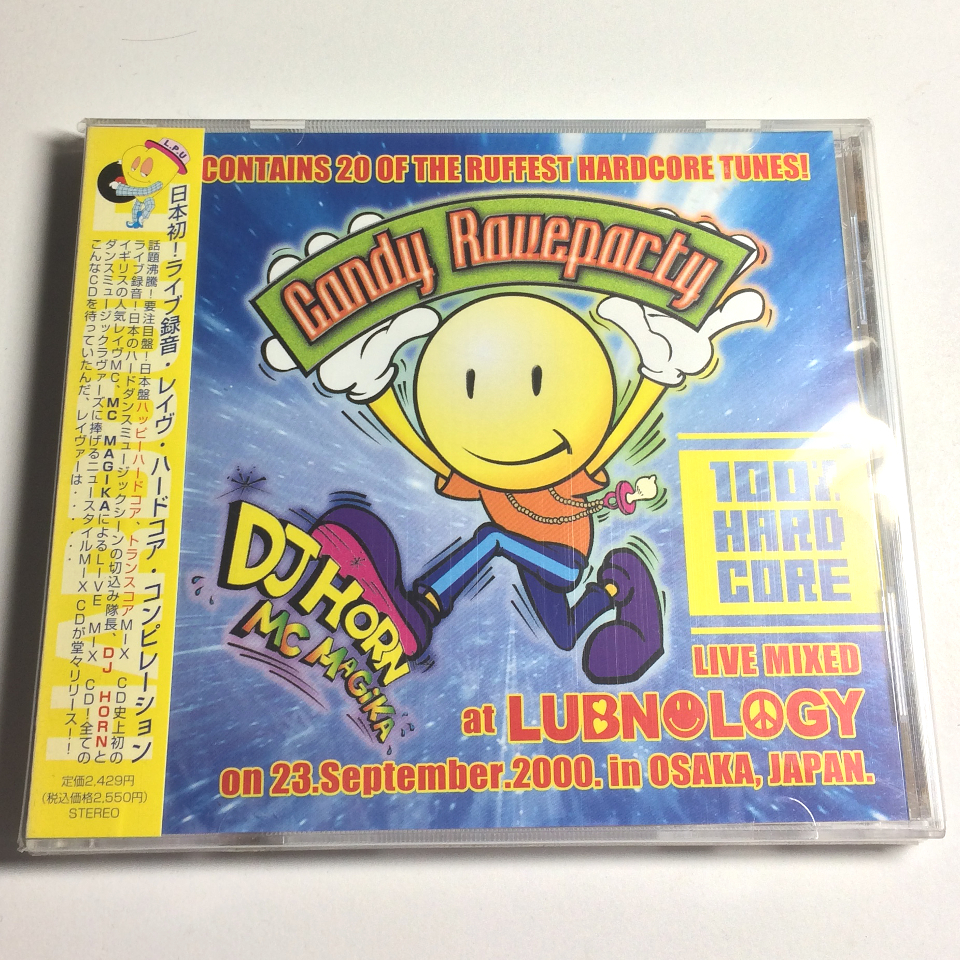 L.P.U
日本初!ライブ録音・レイヴ・ハードコア・コンピレーション
話題沸騰!要注目盤!日本盤ハッピーハードコア、トランスコアMIX CD史上初の
ライブ録音!日本のハードダンスミュージックシーンの切込み隊長、DJ HORNと
イギリスの人気レイヴMC、MC MAGIKAによるLIVE MIX CD!全ての
ダンスミュージックラヴァーズに捧げるニュースタイルMIX CDが堂々リリース!!
こんなCDを待っていたんだ、レイヴァーは・・・・・
定価2,429円
(税込価格2,550円)
STEREO
CONTAINS 20 OF THE RUFFEST HARDCORE TUNES!
Candy Raveparty
DJ HORN
MC MAGIKA
100%
HARD
CORE
LIVE MIXED
at LUBNOLOGY
on 23.September.2000. in OSAKA, JAPAN.